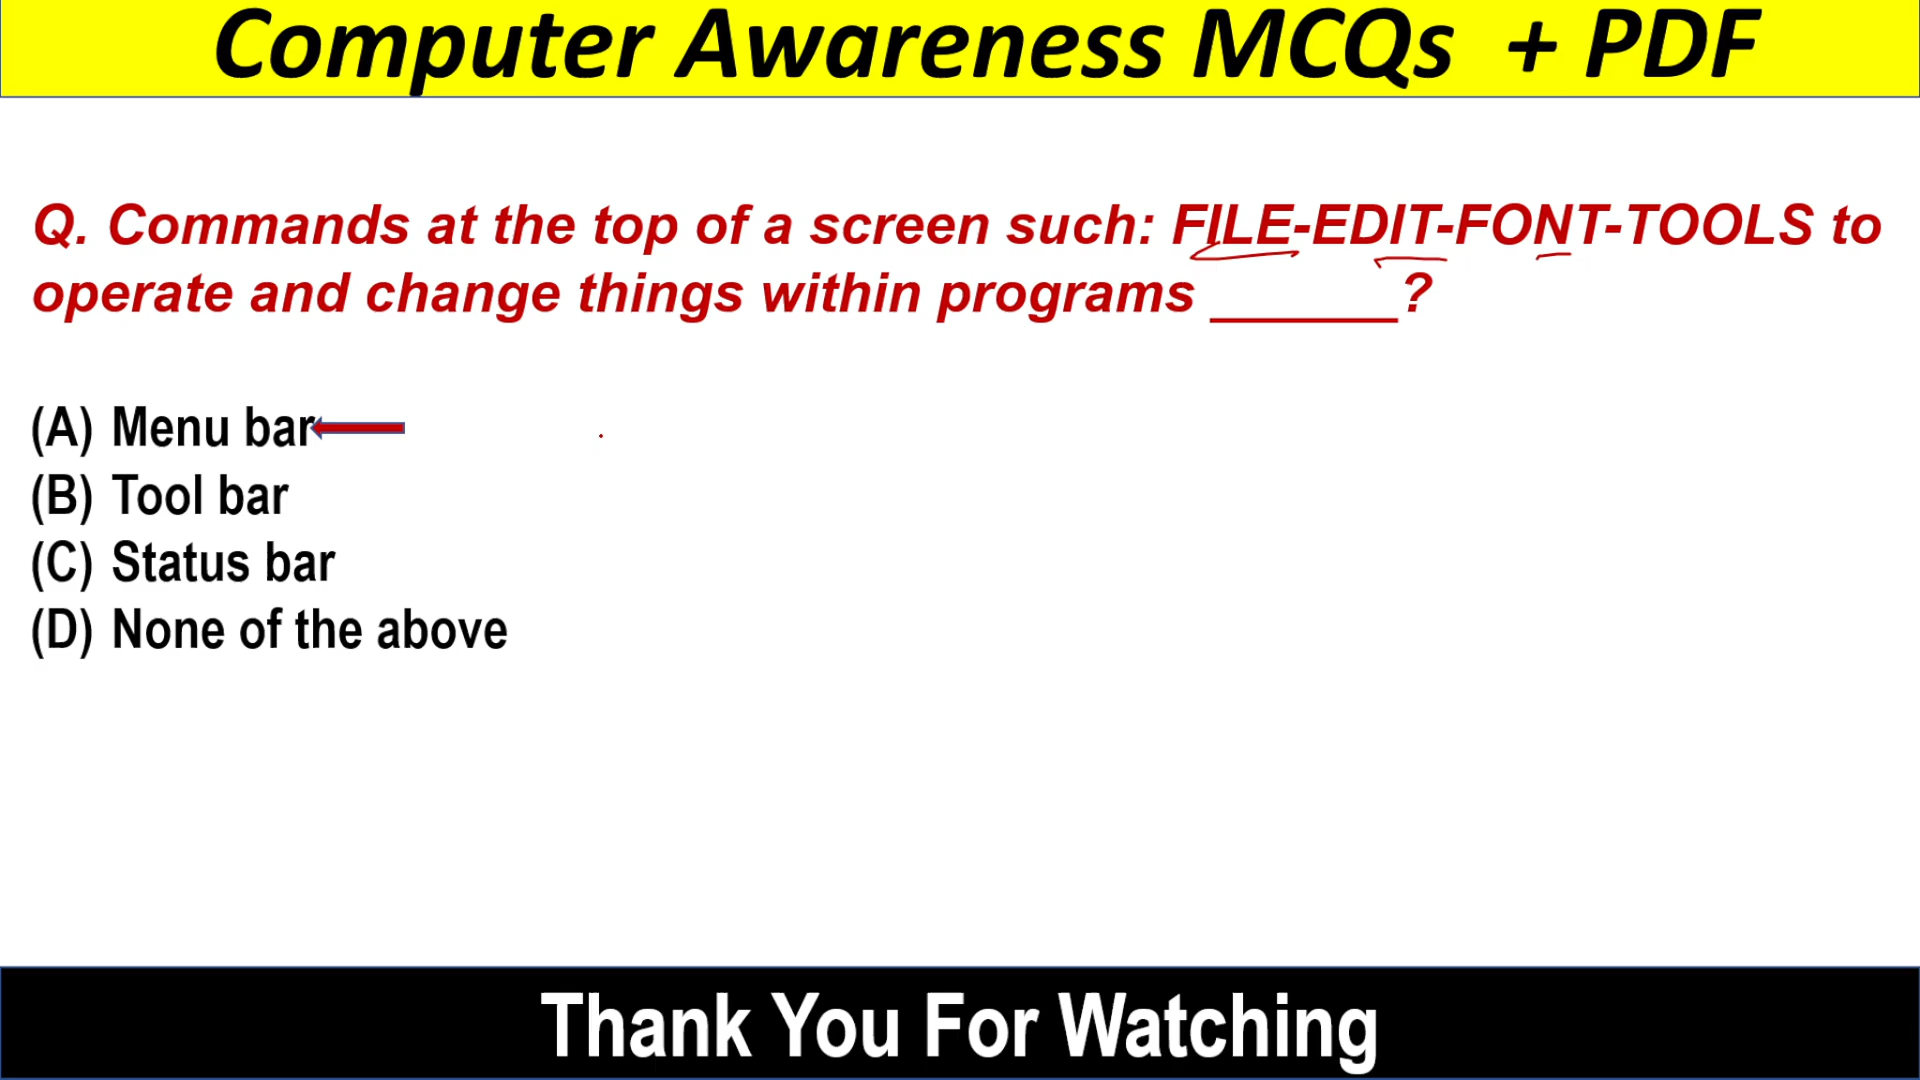 Computer Awareness MCQs + PDF
Q. Commands at the top of a screen such: FILE-EDIT-FONT-TOOLS to
operate and change things within programs ______?
(A) Menu bar
(B) Tool bar
(C) Status bar
(D) None of the above
Thank You For Watching